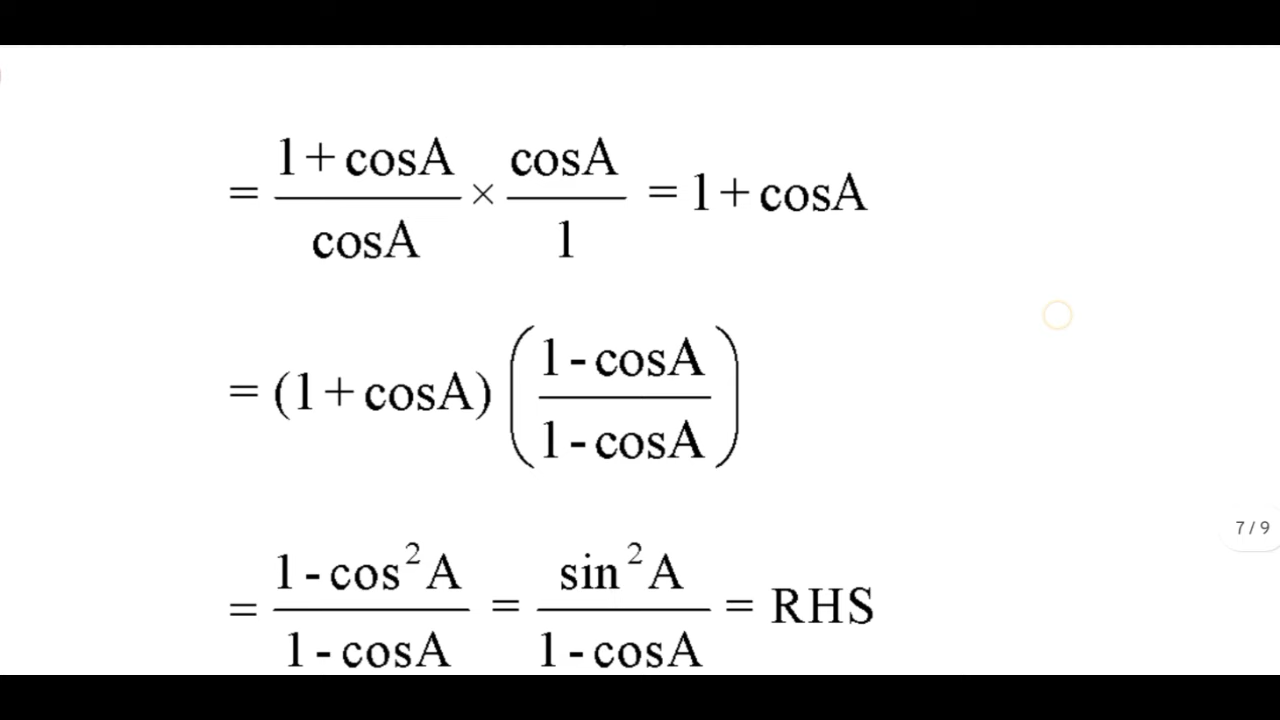 = (1 + cosA)/cosA × cosA/1 = 1 + cosA
= (1 + cosA) ((1 - cosA)/(1 - cosA))
7 / 9
= (1 - cos²A)/(1 - cosA) = sin²A/(1 - cosA) = RHS